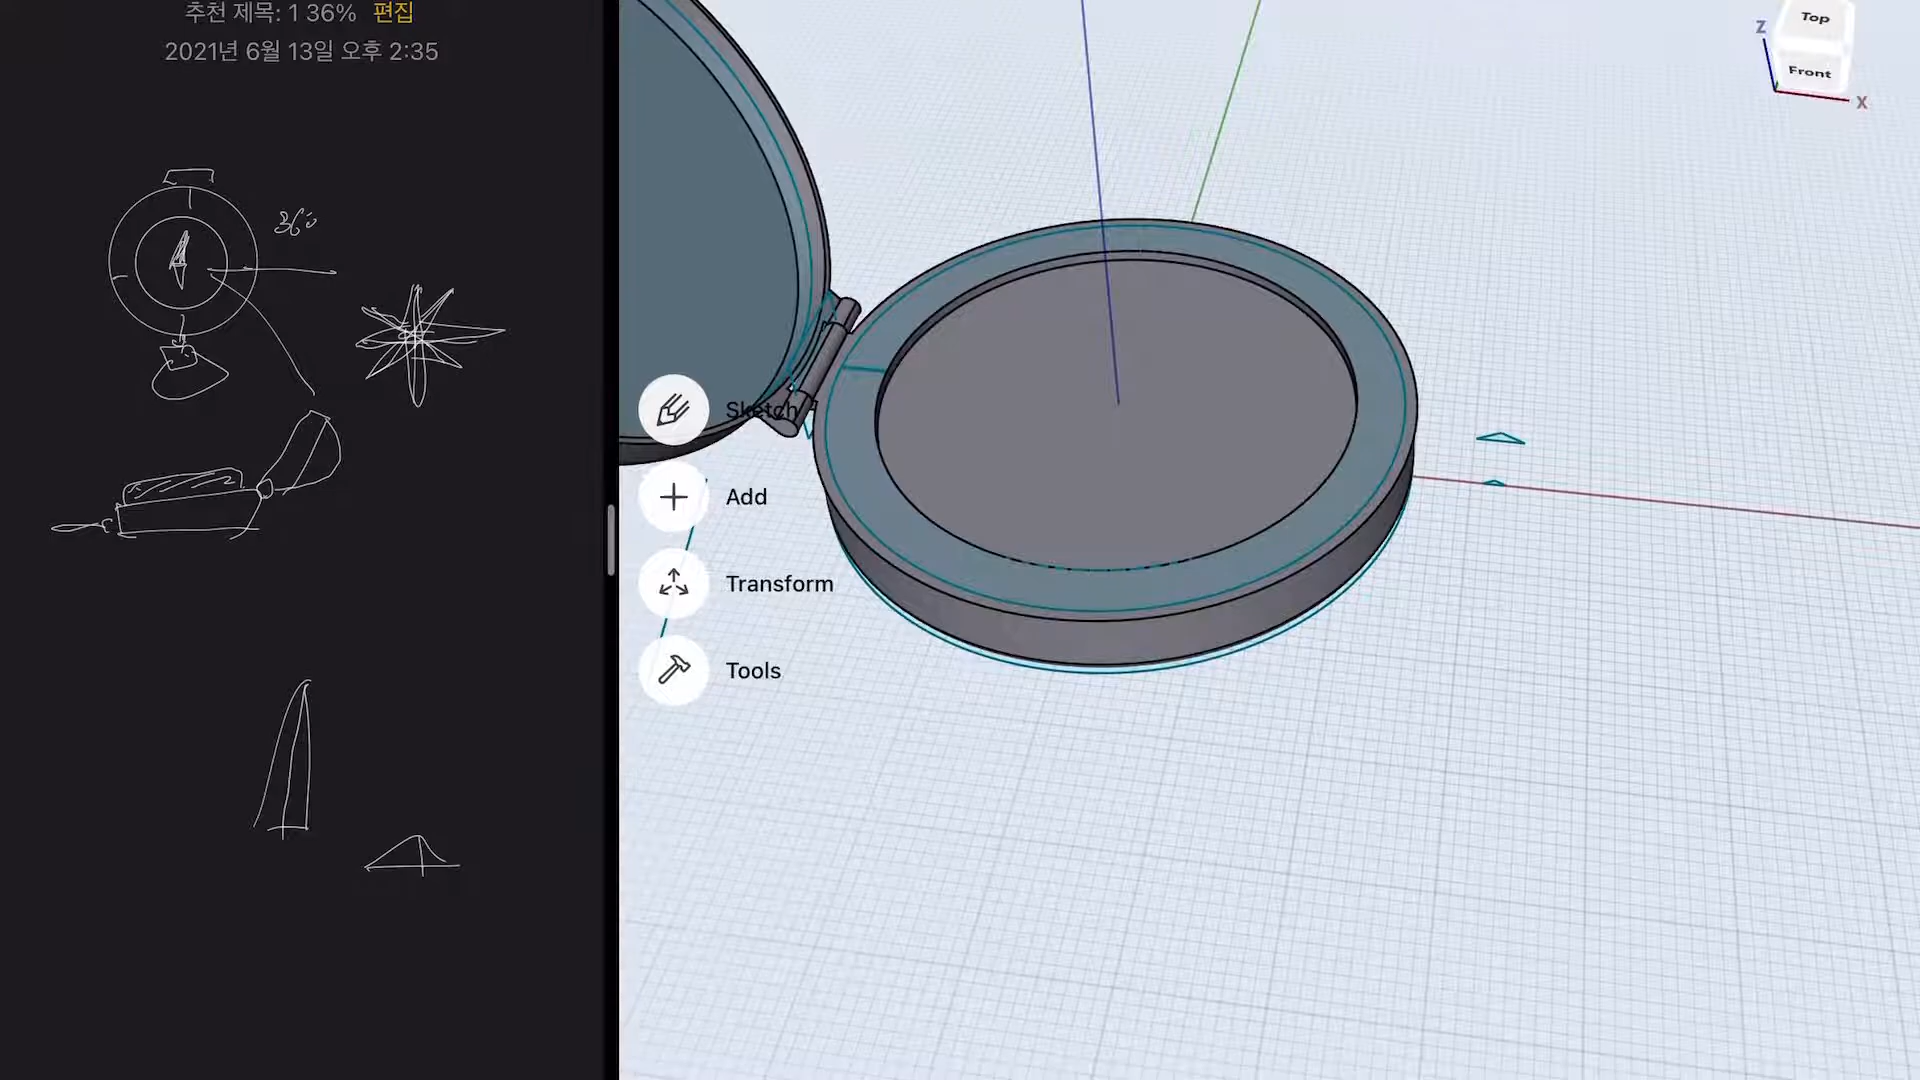 추천 제목: 1 36% 편집
2021년 6월 13일 오후 2:35
Top
Z
Front
X
Sketch
Add
Transform
Tools